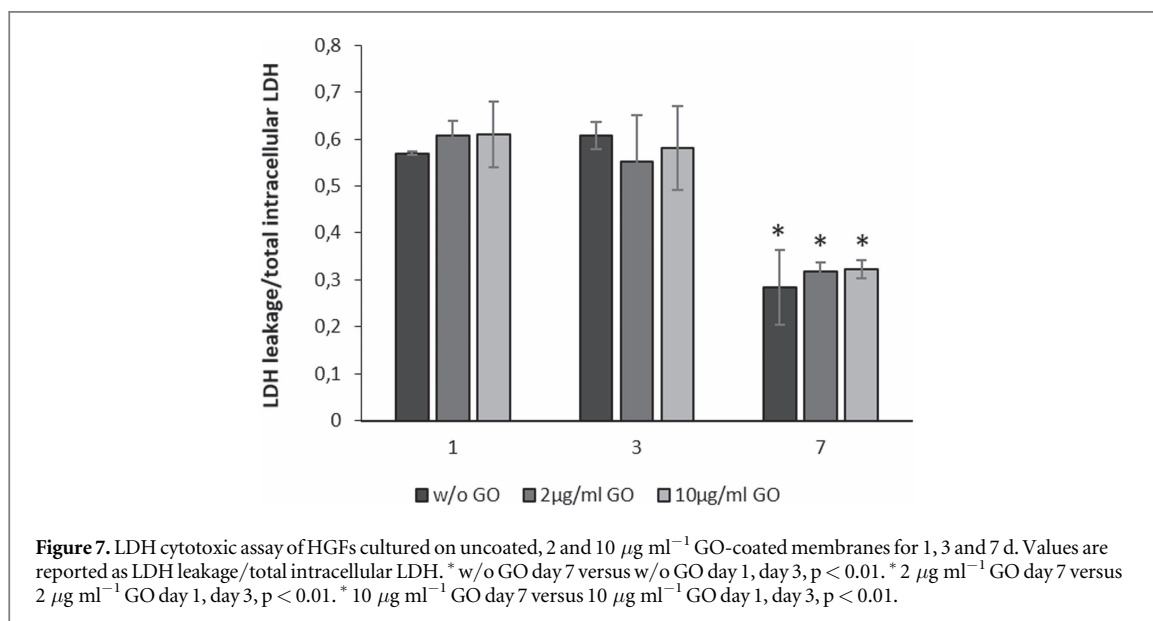 LDH leakage/total intracellular LDH
0,8
0,7
0,6
0,5
0,4
0,3
0,2
0,1
0
* * *
1 3 7
w/o GO 2µg/ml GO 10µg/ml GO
Figure 7. LDH cytotoxic assay of HGFs cultured on uncoated, 2 and 10 μg ml⁻¹ GO-coated membranes for 1, 3 and 7 d. Values are
reported as LDH leakage/total intracellular LDH. * w/o GO day 7 versus w/o GO day 1, day 3, p < 0.01. * 2 μg ml⁻¹ GO day 7 versus
2 μg ml⁻¹ GO day 1, day 3, p < 0.01. * 10 μg ml⁻¹ GO day 7 versus 10 μg ml⁻¹ GO day 1, day 3, p < 0.01.